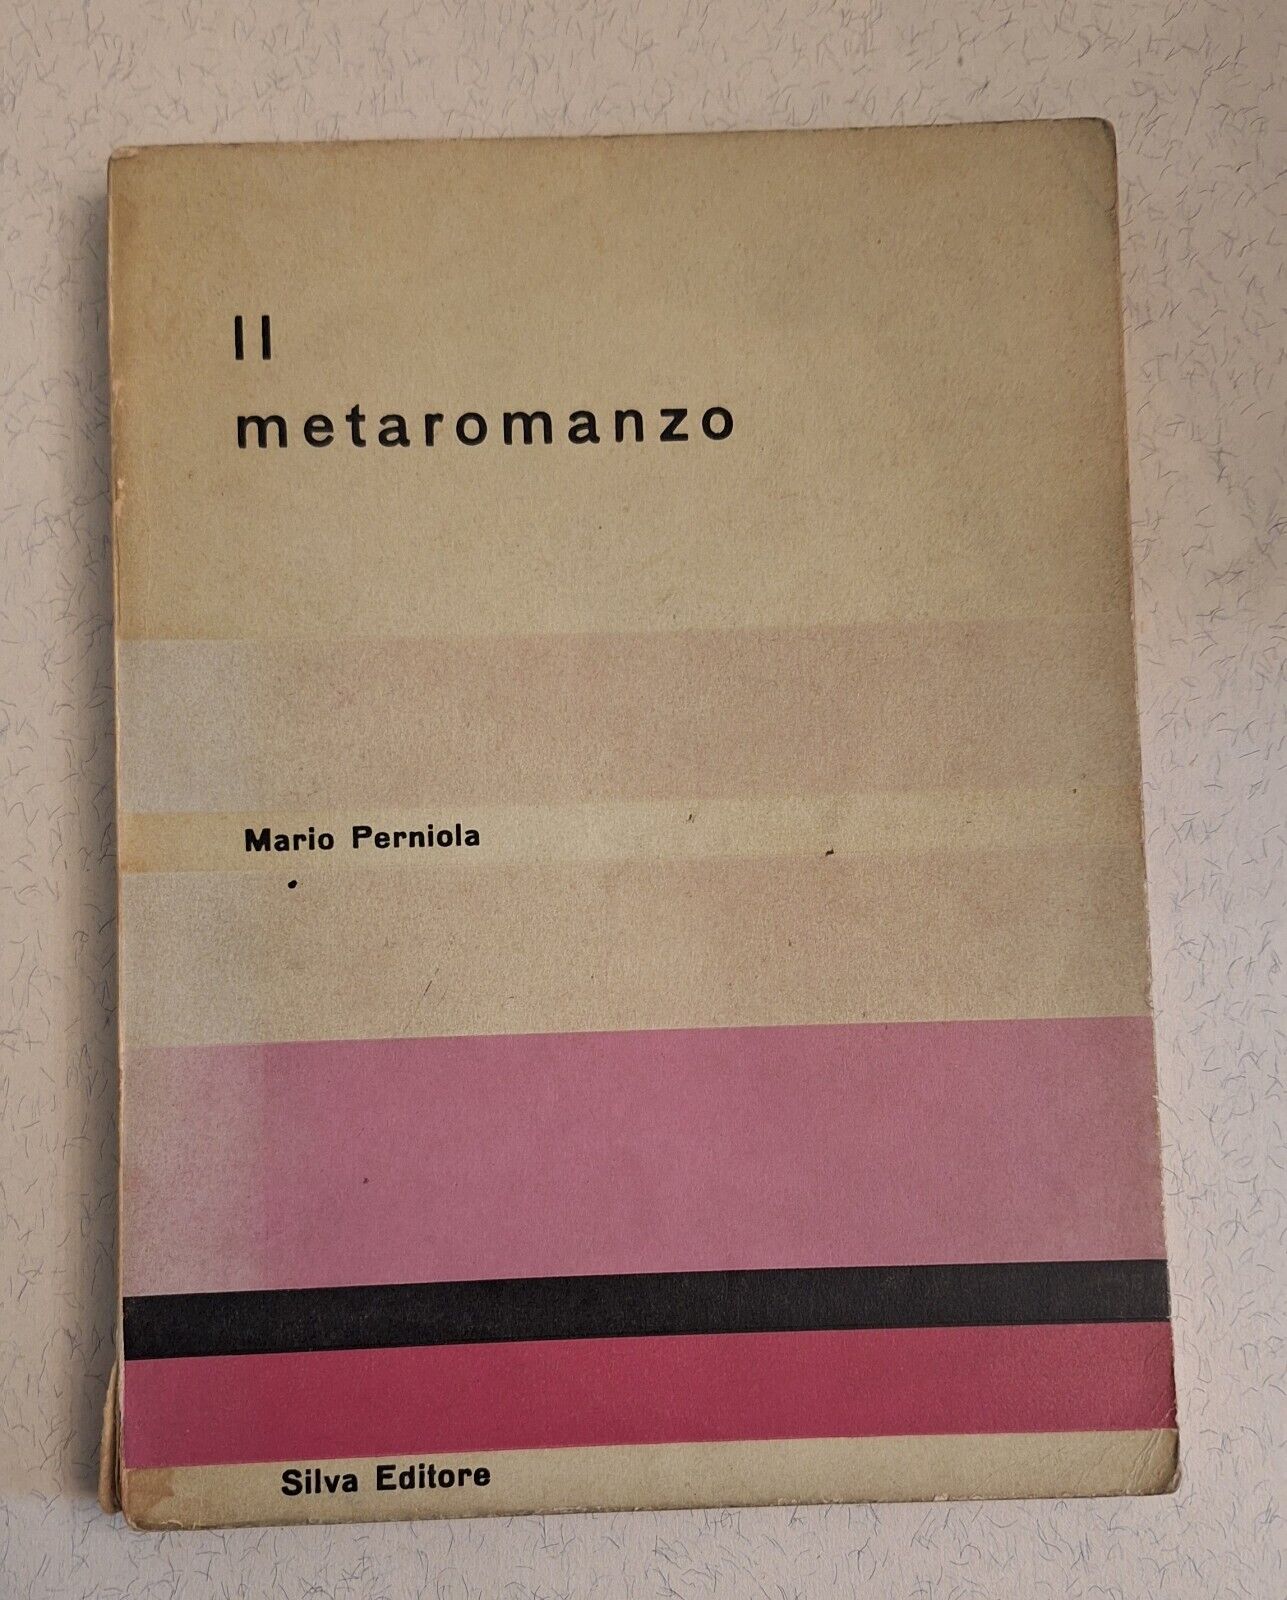 Il
metaromanzo
Mario Perniola
Silva Editore